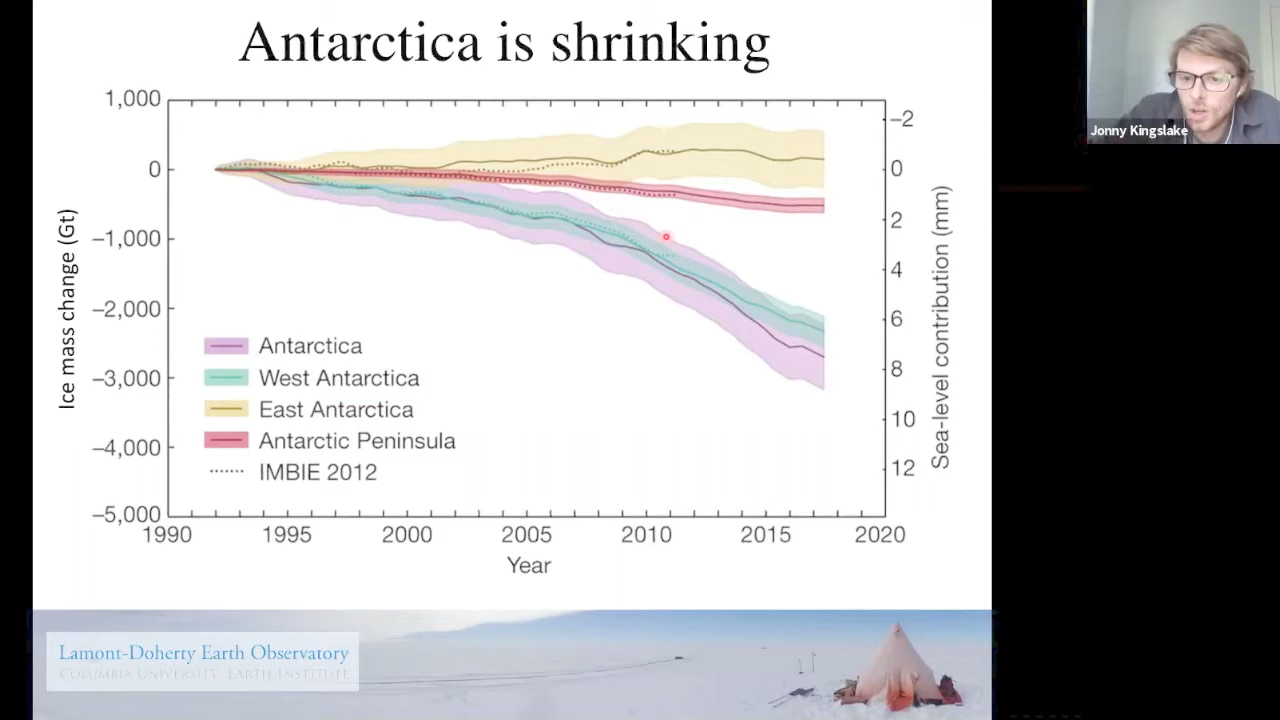 Antarctica is shrinking
Jonny Kingslake
1,000
0
−1,000
−2,000
−3,000
−4,000
−5,000
Ice mass change (Gt)
−2
0
2
4
6
8
10
12
Sea-level contribution (mm)
Antarctica
West Antarctica
East Antarctica
Antarctic Peninsula
IMBIE 2012
1990 1995 2000 2005 2010 2015 2020
Year
Lamont-Doherty Earth Observatory
COLUMBIA UNIVERSITY | EARTH INSTITUTE